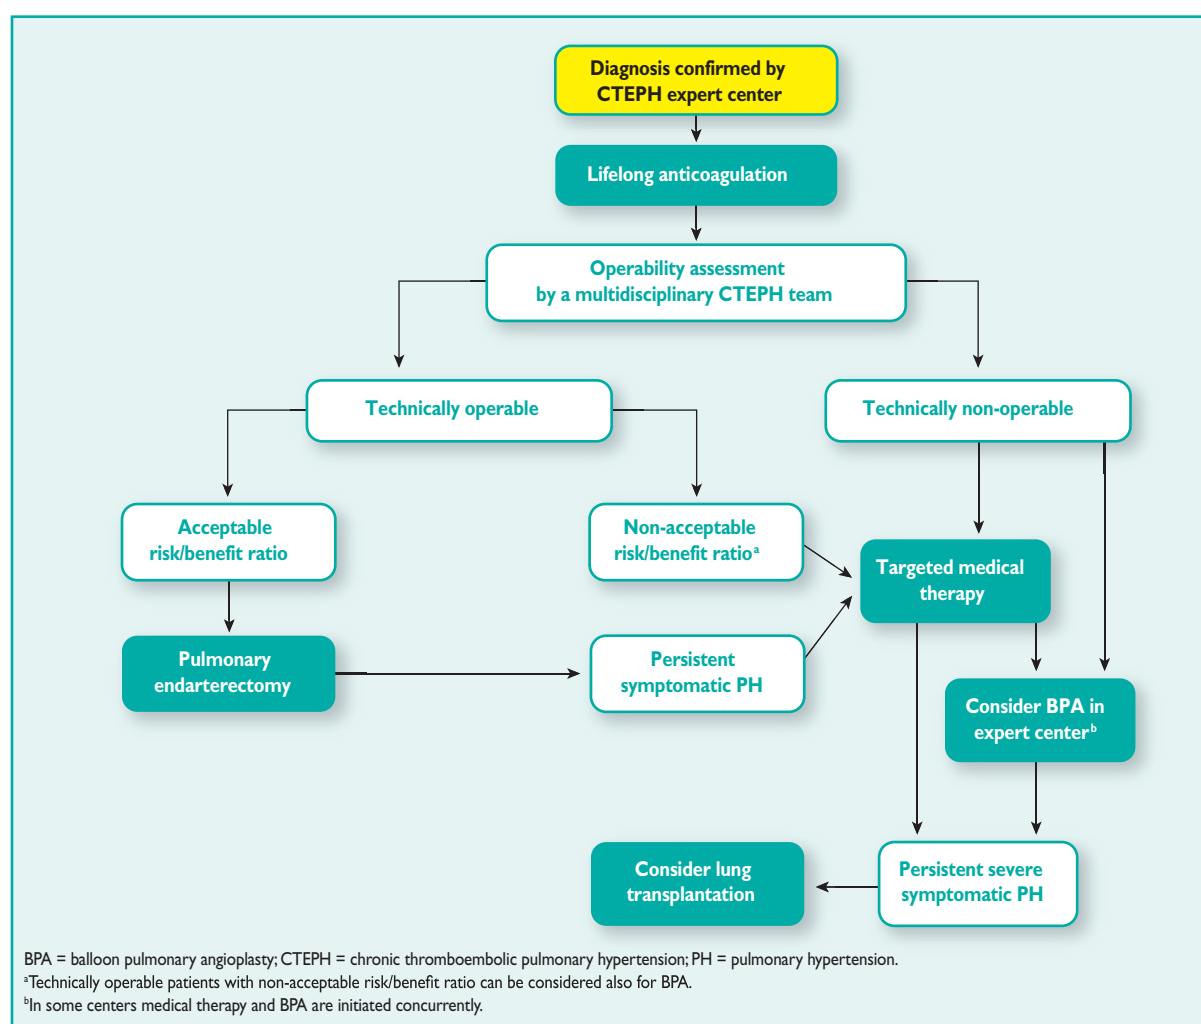 Diagnosis confirmed by
CTEPH expert center
Lifelong anticoagulation
Operability assessment
by a multidisciplinary CTEPH team
Technically operable
Technically non-operable
Acceptable
risk/benefit ratio
Non-acceptable
risk/benefit ratioᵃ
Targeted medical
therapy
Pulmonary
endarterectomy
Persistent
symptomatic PH
Consider BPA in
expert centerᵇ
Consider lung
transplantation
Persistent severe
symptomatic PH
BPA = balloon pulmonary angioplasty; CTEPH = chronic thromboembolic pulmonary hypertension; PH = pulmonary hypertension.
ᵃTechnically operable patients with non-acceptable risk/benefit ratio can be considered also for BPA.
ᵇIn some centers medical therapy and BPA are initiated concurrently.